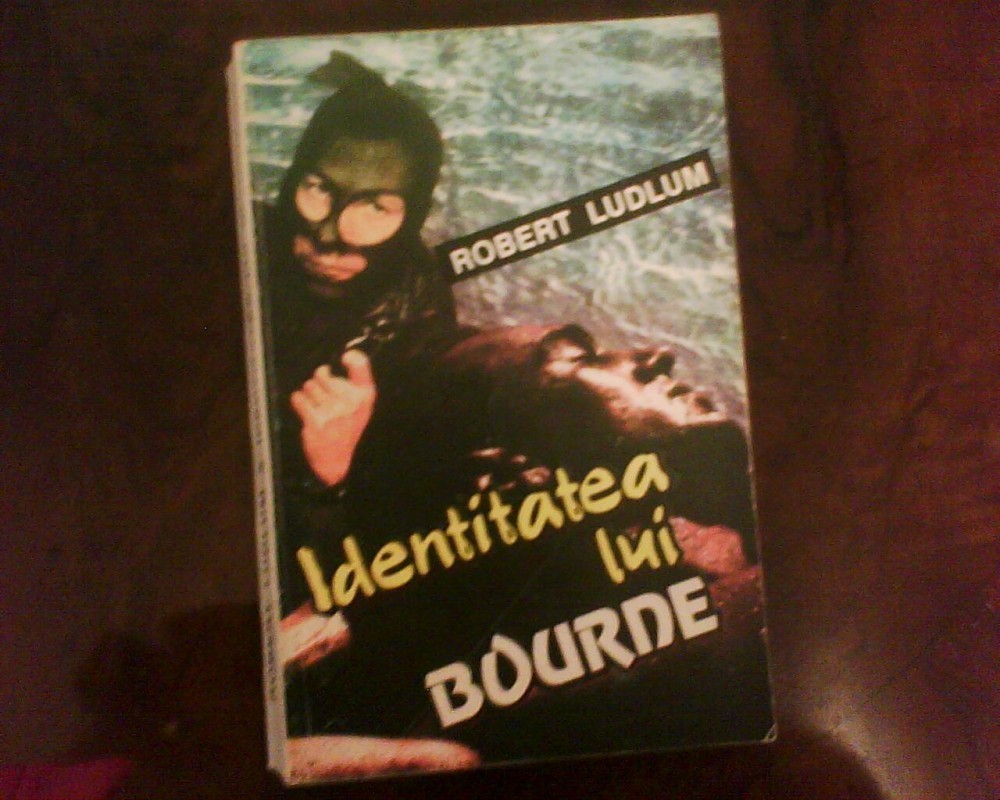 ROBERT LUDLUM
Identitatea
lui
BOURNE